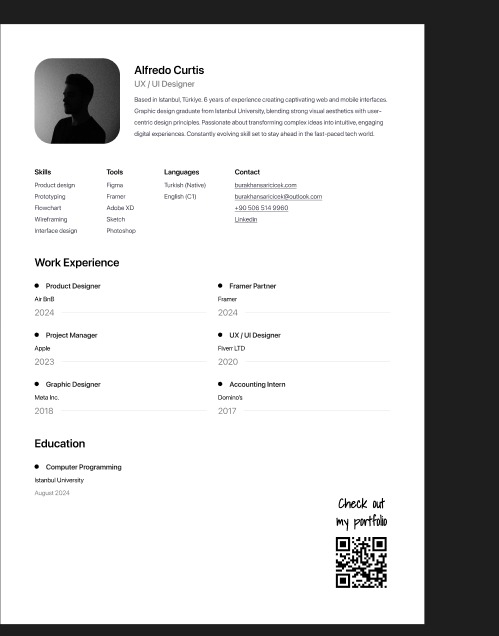 Alfredo Curtis
UX / UI Designer
Based in Istanbul, Türkiye. 6 years of experience creating captivating web and mobile interfaces.
Graphic design graduate from Istanbul University, blending strong visual aesthetics with user-
centric design principles. Passionate about transforming complex ideas into intuitive, engaging
digital experiences. Constantly evolving skill set to stay ahead in the fast-paced tech world.
Skills
Product design
Prototyping
Flowchart
Wireframing
Interface design
Tools
Figma
Framer
Adobe XD
Sketch
Photoshop
Languages
Turkish (Native)
English (C1)
Contact
burakhansaricicek.com
burakhansaricicek@outlook.com
+90 506 514 9960
Linkedin
Work Experience
Product Designer
Air BnB
2024
Framer Partner
Framer
2024
Project Manager
Apple
2023
UX / UI Designer
Fiverr LTD
2020
Graphic Designer
Meta Inc.
2018
Accounting Intern
Domino's
2017
Education
Computer Programming
Istanbul University
August 2024
Check out
my portfolio